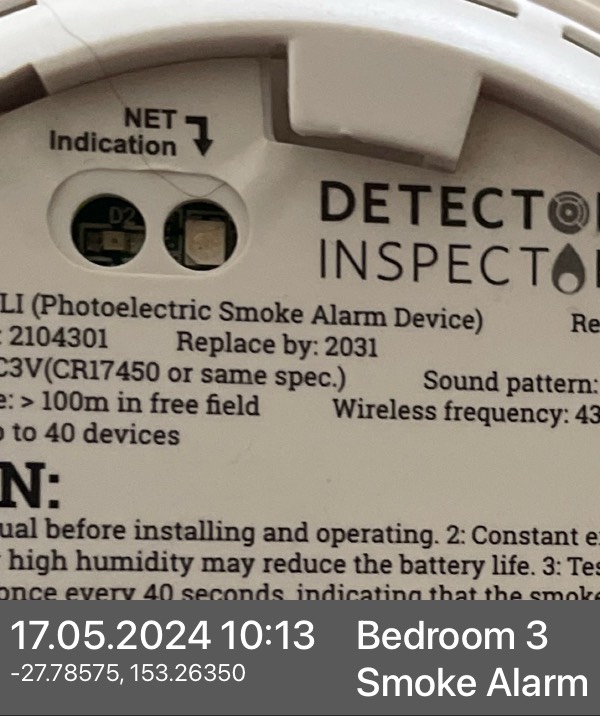 NET
Indication
D2
DETECTO
INSPECTO
LI (Photoelectric Smoke Alarm Device) Re
: 2104301 Replace by: 2031
C3V(CR17450 or same spec.) Sound pattern:
e: > 100m in free field Wireless frequency: 43
to 40 devices
N:
ual before installing and operating. 2: Constant e
high humidity may reduce the battery life. 3: Tes
once every 40 seconds, indicating that the smoke
17.05.2024 10:13 Bedroom 3
-27.78575, 153.26350 Smoke Alarm